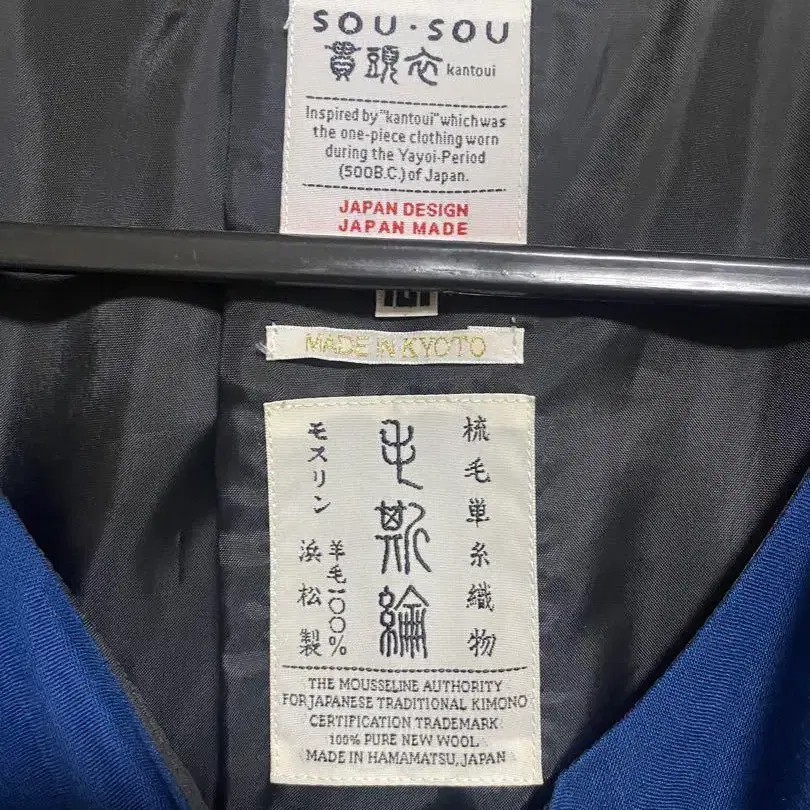 SOU・SOU
貫頭衣 kantoui
Inspired by "kantoui" which was
the one-piece clothing worn
during the Yayoi-Period
(500B.C.) of Japan.
JAPAN DESIGN
JAPAN MADE
MADE IN KYOTO
梳毛単糸織物
毛斯綸
モスリン
羊毛一〇〇%
浜松製
THE MOUSSELINE AUTHORITY
FOR JAPANESE TRADITIONAL KIMONO
CERTIFICATION TRADEMARK
100% PURE NEW WOOL
MADE IN HAMAMATSU, JAPAN